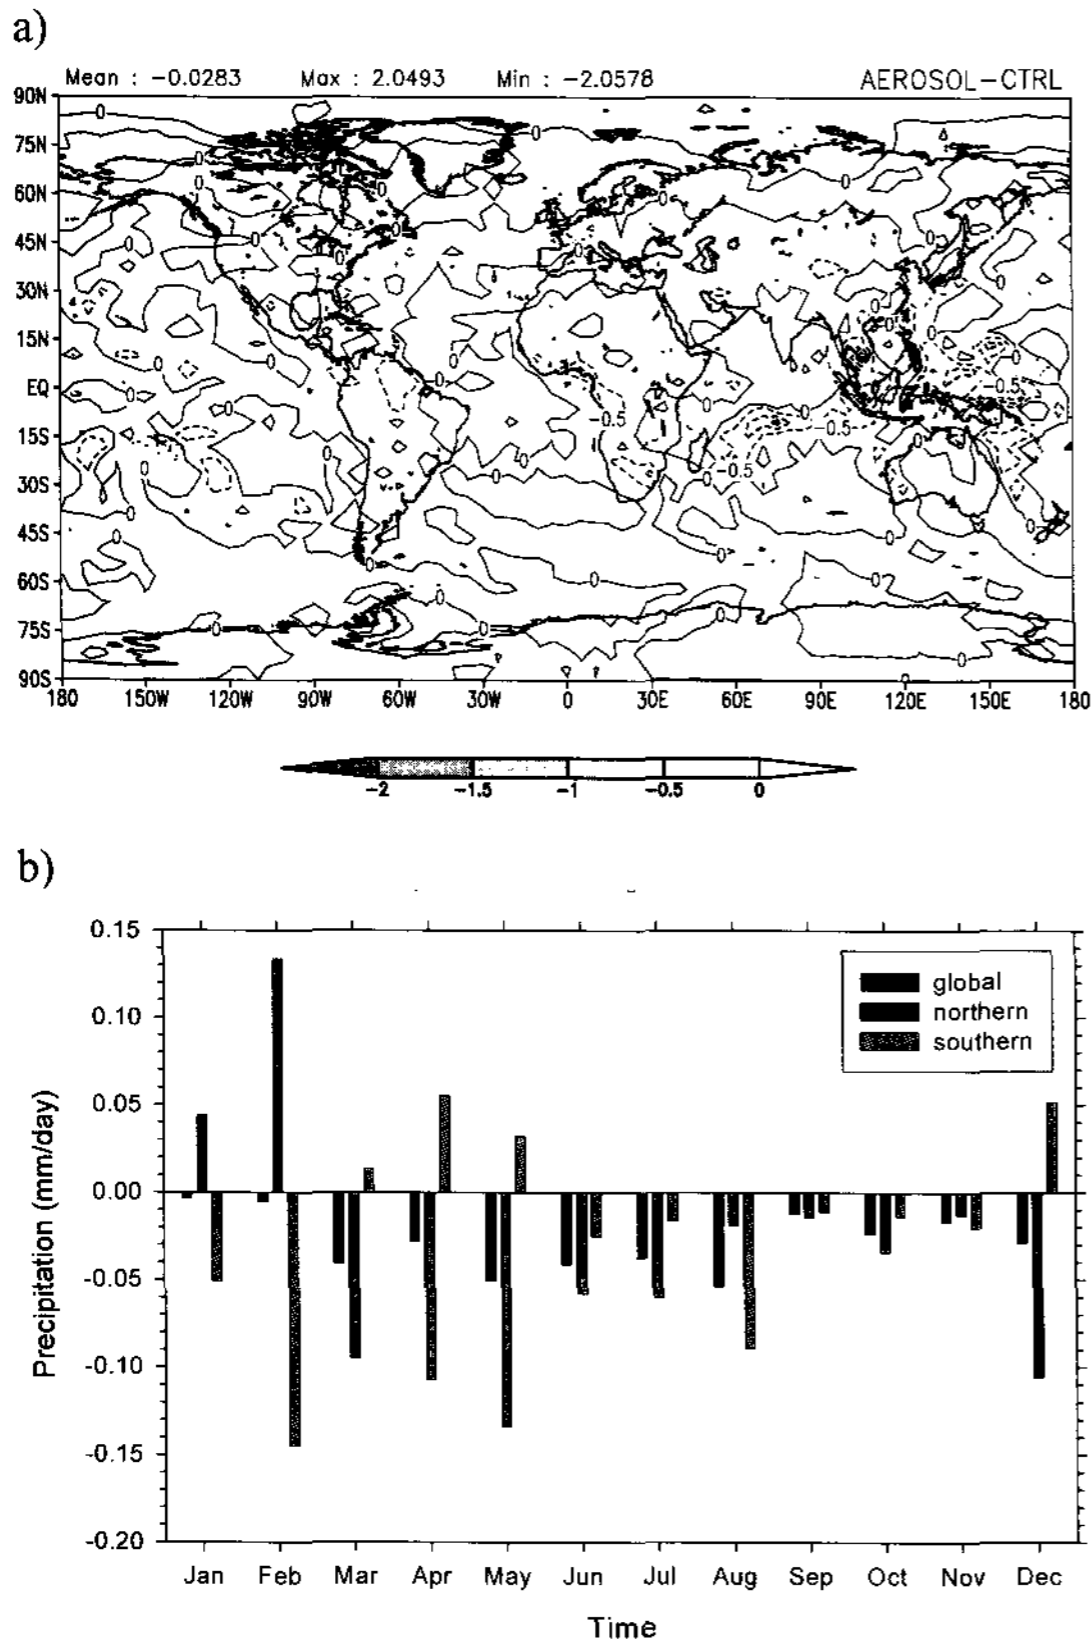 a)
Mean : -0.0283 Max : 2.0493 Min : -2.0578 AEROSOL-CTRL
90N
75N
60N
45N
30N
15N
EQ
15S
30S
45S
60S
75S
90S
-0.5
-0.5
-0.5
-0.5
180 150W 120W 90W 60W 30W 0 30E 60E 90E 120E 150E 180
-2 -1.5 -1 -0.5 0
b)
0.15
0.10
0.05
0.00
-0.05
-0.10
-0.15
-0.20
Precipitation (mm/day)
global
northern
southern
Jan Feb Mar Apr May Jun Jul Aug Sep Oct Nov Dec
Time